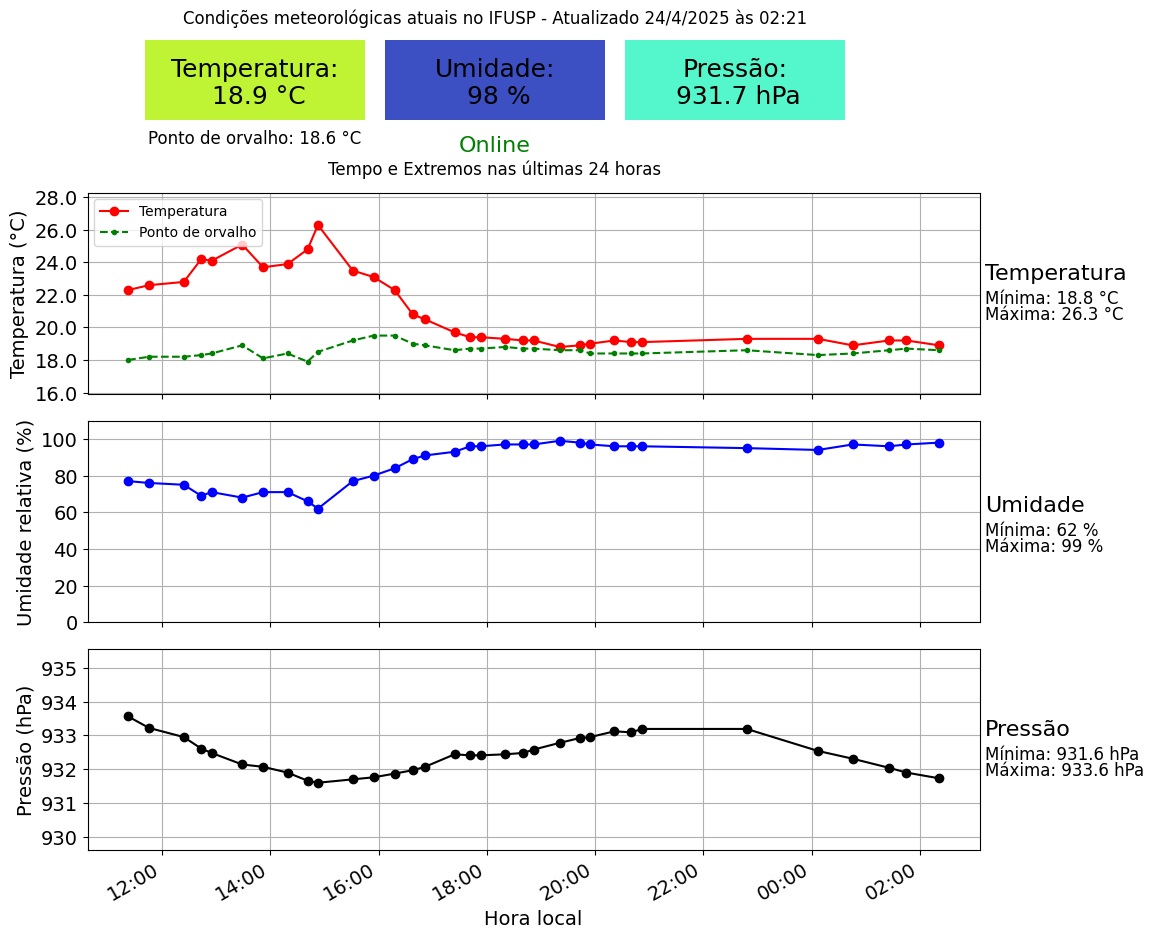 Condições meteorológicas atuais no IFUSP - Atualizado 24/4/2025 às 02:21
Temperatura:
18.9 °C
Umidade:
98 %
Pressão:
931.7 hPa
Ponto de orvalho: 18.6 °C
Online
Tempo e Extremos nas últimas 24 horas
Temperatura (°C)
28.0
26.0
24.0
22.0
20.0
18.0
16.0
Temperatura
Ponto de orvalho
Temperatura
Mínima: 18.8 °C
Máxima: 26.3 °C
Umidade relativa (%)
100
80
60
40
20
0
Umidade
Mínima: 62 %
Máxima: 99 %
Pressão (hPa)
935
934
933
932
931
930
Pressão
Mínima: 931.6 hPa
Máxima: 933.6 hPa
12:00
14:00
16:00
18:00
20:00
22:00
00:00
02:00
Hora local